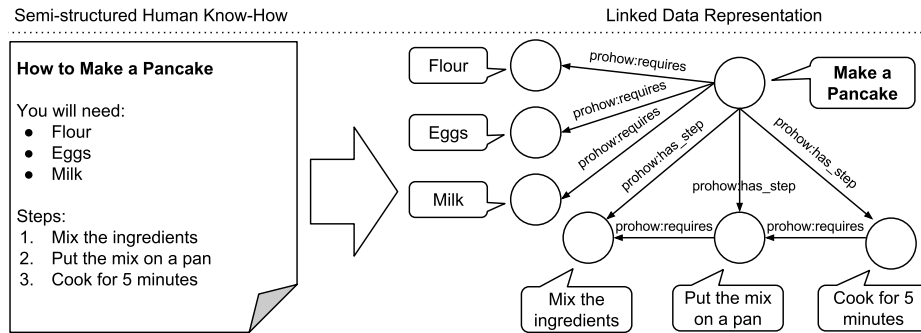 Semi-structured Human Know-How
Linked Data Representation
How to Make a Pancake
You will need:
● Flour
● Eggs
● Milk
Steps:
1. Mix the ingredients
2. Put the mix on a pan
3. Cook for 5 minutes
Flour
Eggs
Milk
prohow:requires
prohow:requires
prohow:requires
Make a
Pancake
prohow:has_step
prohow:has_step
prohow:has_step
prohow:requires
prohow:requires
Mix the
ingredients
Put the mix
on a pan
Cook for 5
minutes